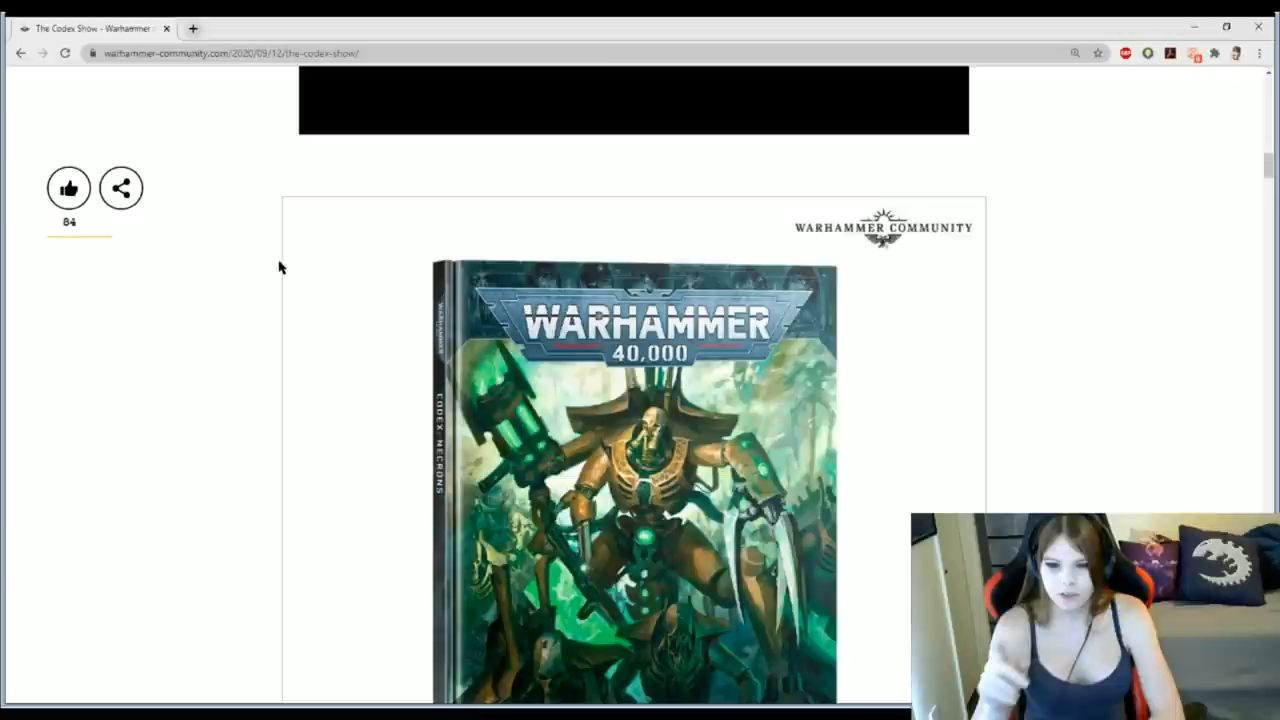 The Codex Show - Warhammer
warhammer-community.com/2020/09/12/the-codex-show/
84
WARHAMMER COMMUNITY
WARHAMMER
40,000
WARHAMMER
CODEX: NECRONS